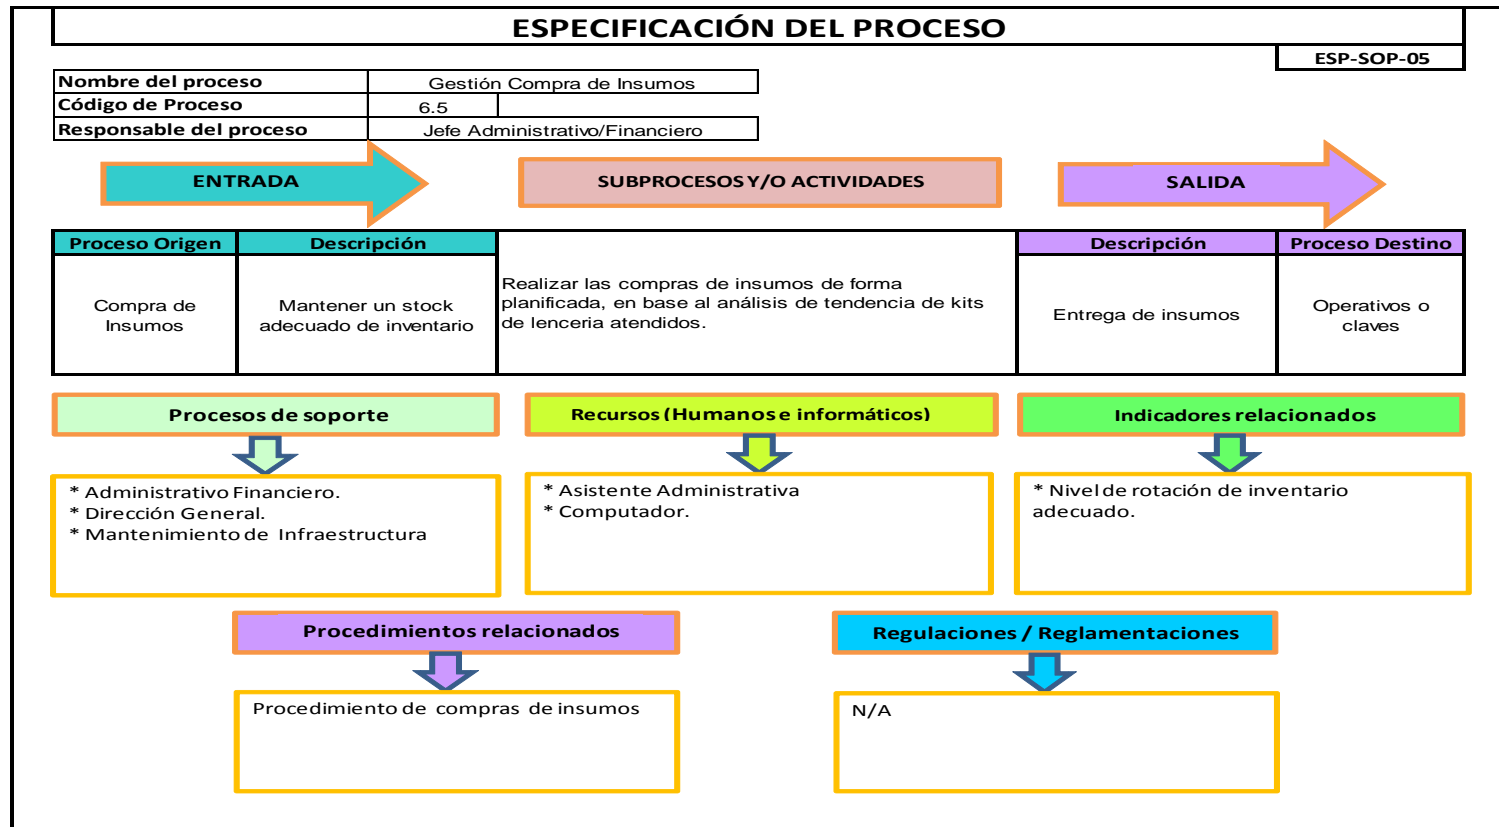 ESPECIFICACIÓN DEL PROCESO
ESP-SOP-05
Nombre del proceso
Gestión Compra de Insumos
Código de Proceso
6.5
Responsable del proceso
Jefe Administrativo/Financiero
ENTRADA
SUBPROCESOS Y/O ACTIVIDADES
SALIDA
Proceso Origen
Descripción
Descripción
Proceso Destino
Compra de
Insumos
Mantener un stock
adecuado de inventario
Realizar las compras de insumos de forma
planificada, en base al análisis de tendencia de kits
de lenceria atendidos.
Entrega de insumos
Operativos o
claves
Procesos de soporte
Recursos (Humanos e informáticos)
Indicadores relacionados
* Administrativo Financiero.
* Dirección General.
* Mantenimiento de Infraestructura
* Asistente Administrativa
* Computador.
* Nivel de rotación de inventario
adecuado.
Procedimientos relacionados
Regulaciones / Reglamentaciones
Procedimiento de compras de insumos
N/A